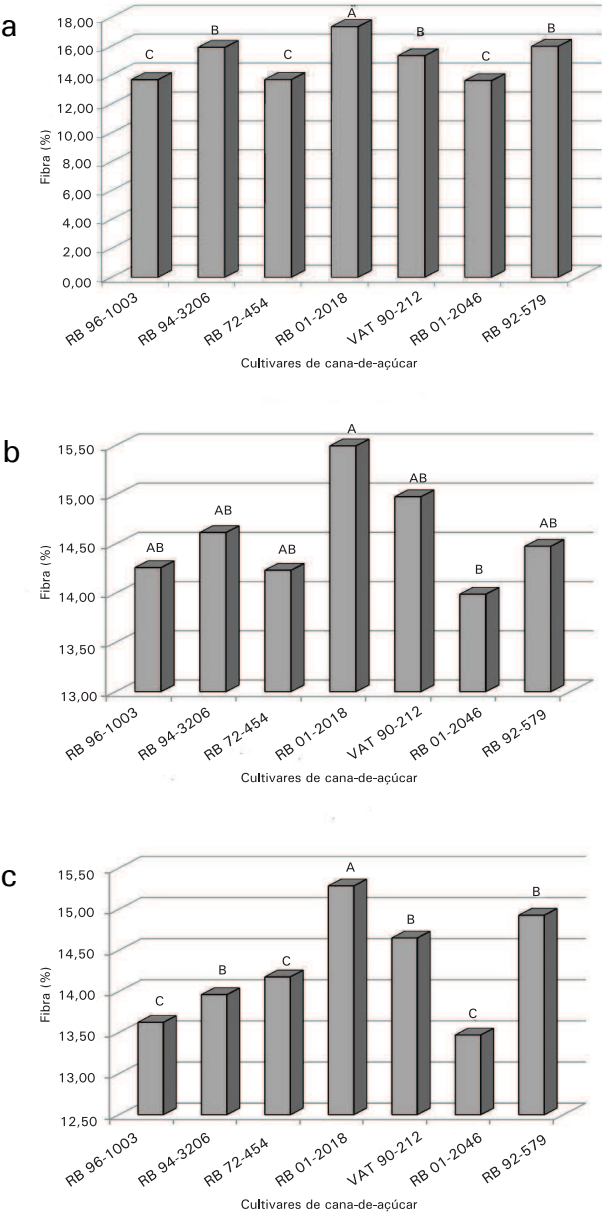 a
18,00
16,00
14,00
12,00
10,00
8,00
6,00
4,00
2,00
0,00
Fibra (%)
C
B
C
A
B
C
B
RB 96-1003
RB 94-3206
RB 72-454
RB 01-2018
VAT 90-212
RB 01-2046
RB 92-579
Cultivares de cana-de-açúcar
b
15,50
15,00
14,50
14,00
13,50
13,00
Fibra (%)
AB
AB
AB
A
AB
B
AB
RB 96-1003
RB 94-3206
RB 72-454
RB 01-2018
VAT 90-212
RB 01-2046
RB 92-579
Cultivares de cana-de-açúcar
c
15,50
15,00
14,50
14,00
13,50
13,00
12,50
Fibra (%)
C
B
C
A
B
C
B
RB 96-1003
RB 94-3206
RB 72-454
RB 01-2018
VAT 90-212
RB 01-2046
RB 92-579
Cultivares de cana-de-açúcar